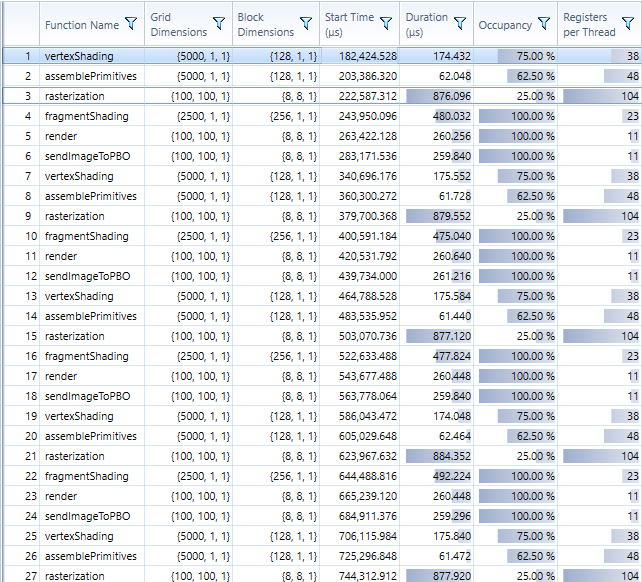 Function Name Grid Dimensions Block Dimensions Start Time (µs) Duration (µs) Occupancy Registers per Thread
1 vertexShading {5000, 1, 1} {128, 1, 1} 182,424.528 174.432 75.00 % 38
2 assemblePrimitives {5000, 1, 1} {128, 1, 1} 203,386.320 62.048 62.50 % 48
3 rasterization {100, 100, 1} {8, 8, 1} 222,587.312 876.096 25.00 % 104
4 fragmentShading {2500, 1, 1} {256, 1, 1} 243,950.096 480.032 100.00 % 23
5 render {100, 100, 1} {8, 8, 1} 263,422.128 260.256 100.00 % 11
6 sendImageToPBO {100, 100, 1} {8, 8, 1} 283,171.536 259.840 100.00 % 11
7 vertexShading {5000, 1, 1} {128, 1, 1} 340,696.176 175.552 75.00 % 38
8 assemblePrimitives {5000, 1, 1} {128, 1, 1} 360,300.272 61.728 62.50 % 48
9 rasterization {100, 100, 1} {8, 8, 1} 379,700.368 879.552 25.00 % 104
10 fragmentShading {2500, 1, 1} {256, 1, 1} 400,591.184 475.040 100.00 % 23
11 render {100, 100, 1} {8, 8, 1} 420,531.792 260.640 100.00 % 11
12 sendImageToPBO {100, 100, 1} {8, 8, 1} 439,734.000 261.216 100.00 % 11
13 vertexShading {5000, 1, 1} {128, 1, 1} 464,788.528 175.584 75.00 % 38
14 assemblePrimitives {5000, 1, 1} {128, 1, 1} 483,535.952 61.440 62.50 % 48
15 rasterization {100, 100, 1} {8, 8, 1} 503,070.736 877.120 25.00 % 104
16 fragmentShading {2500, 1, 1} {256, 1, 1} 522,633.488 477.824 100.00 % 23
17 render {100, 100, 1} {8, 8, 1} 543,677.488 260.448 100.00 % 11
18 sendImageToPBO {100, 100, 1} {8, 8, 1} 563,778.064 259.840 100.00 % 11
19 vertexShading {5000, 1, 1} {128, 1, 1} 586,043.472 174.048 75.00 % 38
20 assemblePrimitives {5000, 1, 1} {128, 1, 1} 605,029.648 62.464 62.50 % 48
21 rasterization {100, 100, 1} {8, 8, 1} 623,967.632 884.352 25.00 % 104
22 fragmentShading {2500, 1, 1} {256, 1, 1} 644,488.816 492.224 100.00 % 23
23 render {100, 100, 1} {8, 8, 1} 665,239.120 260.448 100.00 % 11
24 sendImageToPBO {100, 100, 1} {8, 8, 1} 684,911.376 259.296 100.00 % 11
25 vertexShading {5000, 1, 1} {128, 1, 1} 706,115.984 175.840 75.00 % 38
26 assemblePrimitives {5000, 1, 1} {128, 1, 1} 725,296.848 61.472 62.50 % 48
27 rasterization {100, 100, 1} {8, 8, 1} 744,312.912 877.920 25.00 % 104